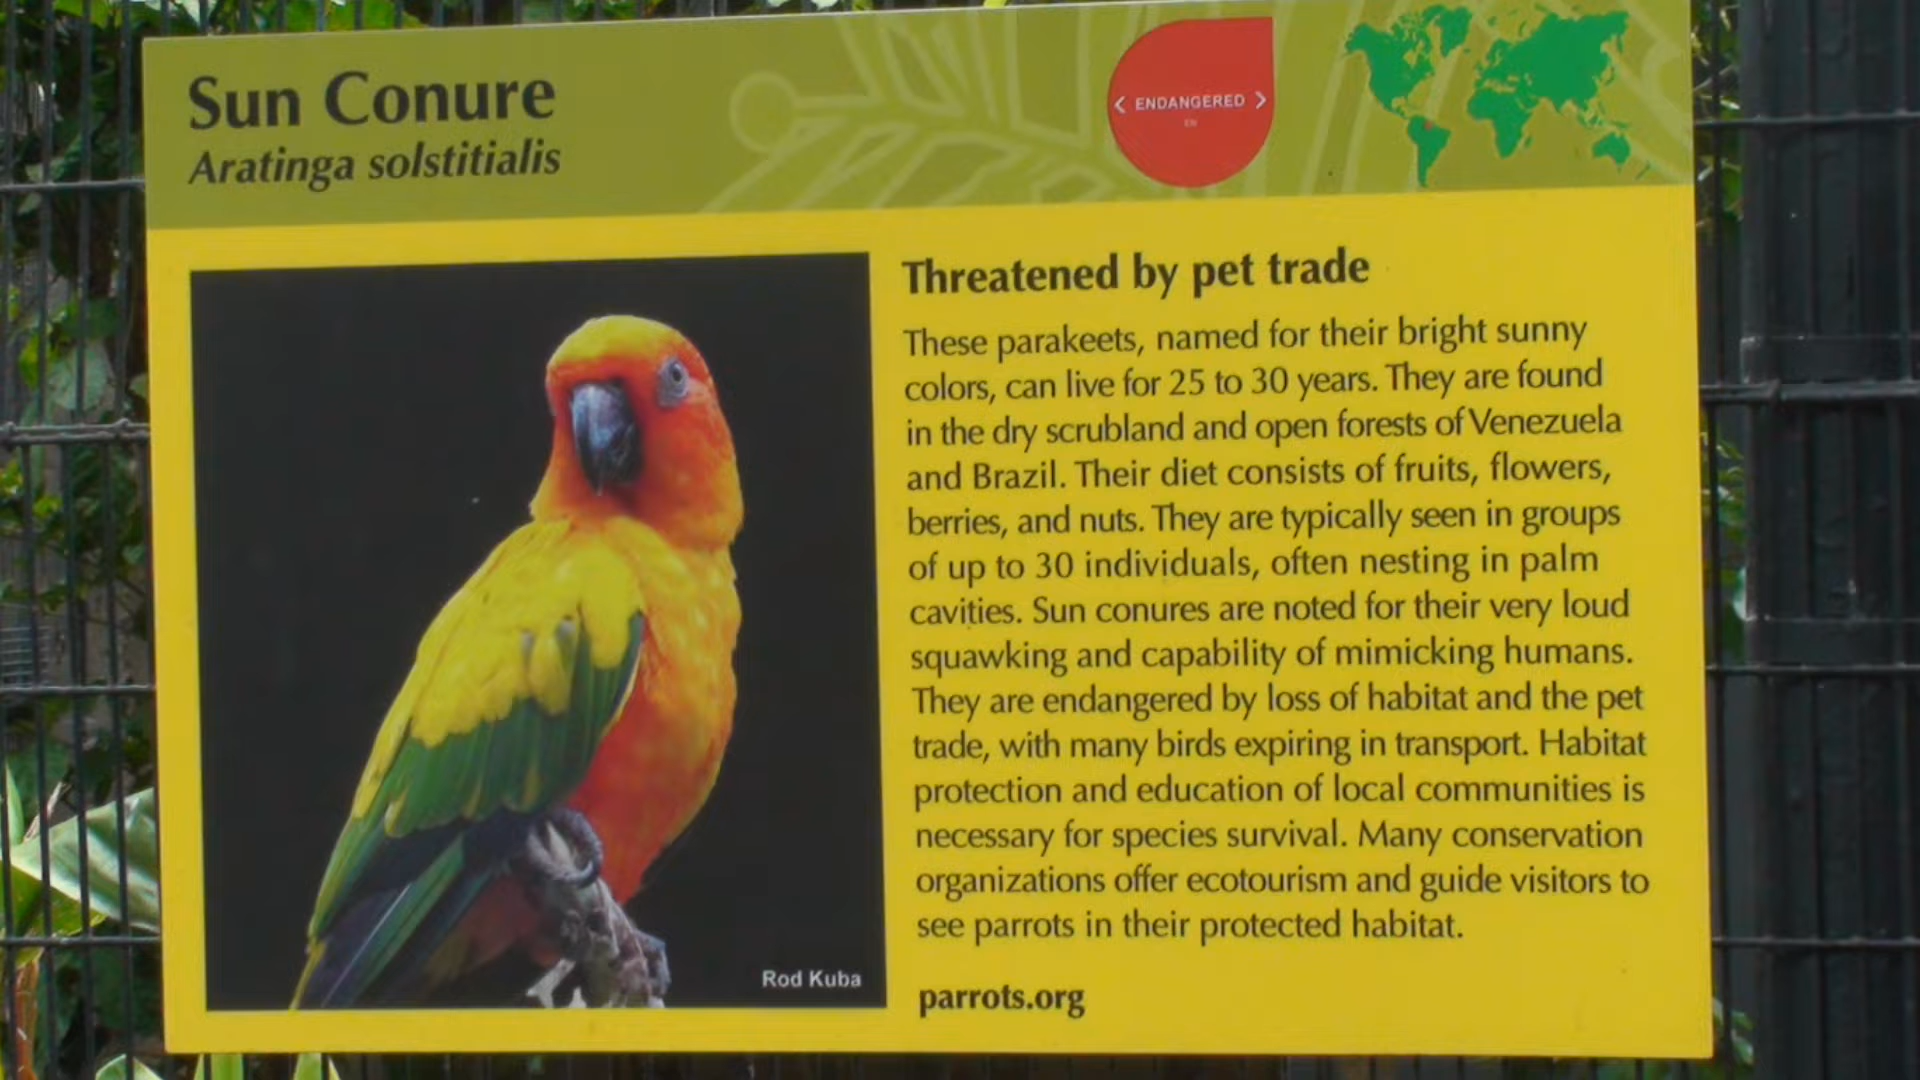 Sun Conure
Aratinga solstitialis
< ENDANGERED >
EN
Threatened by pet trade
These parakeets, named for their bright sunny
colors, can live for 25 to 30 years. They are found
in the dry scrubland and open forests of Venezuela
and Brazil. Their diet consists of fruits, flowers,
berries, and nuts. They are typically seen in groups
of up to 30 individuals, often nesting in palm
cavities. Sun conures are noted for their very loud
squawking and capability of mimicking humans.
They are endangered by loss of habitat and the pet
trade, with many birds expiring in transport. Habitat
protection and education of local communities is
necessary for species survival. Many conservation
organizations offer ecotourism and guide visitors to
see parrots in their protected habitat.
parrots.org
Rod Kuba